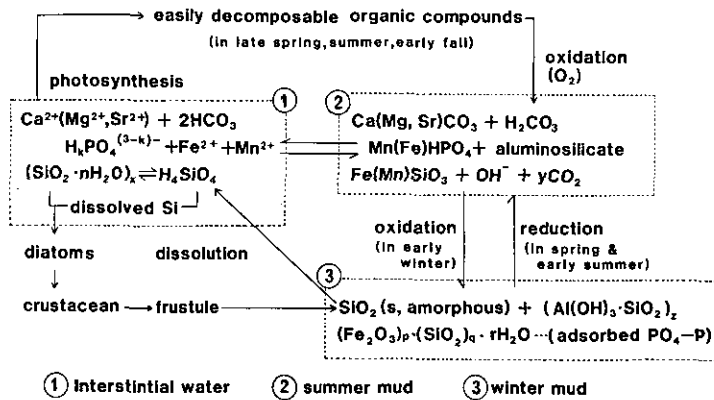 easily decomposable organic compounds
(in late spring,summer,early fall)
oxidation
(O₂)
photosynthesis
①
Ca²⁺(Mg²⁺,Sr²⁺) + 2HCO₃
HₖPO₄⁽³⁻ᵏ⁾⁻ +Fe²⁺ +Mn²⁺
(SiO₂·nH₂O)ₖ⇌H₄SiO₄
dissolved Si
②
Ca(Mg, Sr)CO₃ + H₂CO₃
Mn(Fe)HPO₄+ aluminosilicate
Fe(Mn)SiO₃ + OH⁻ + yCO₂
oxidation
(in early
winter)
reduction
(in spring &
early summer)
diatoms
dissolution
crustacean
frustule
③
SiO₂(s, amorphous) + (Al(OH)₃·SiO₂)z
(Fe₂O₃)p·(SiO₂)q · rH₂O···(adsorbed PO₄–P)
① Interstintial water ② summer mud ③ winter mud